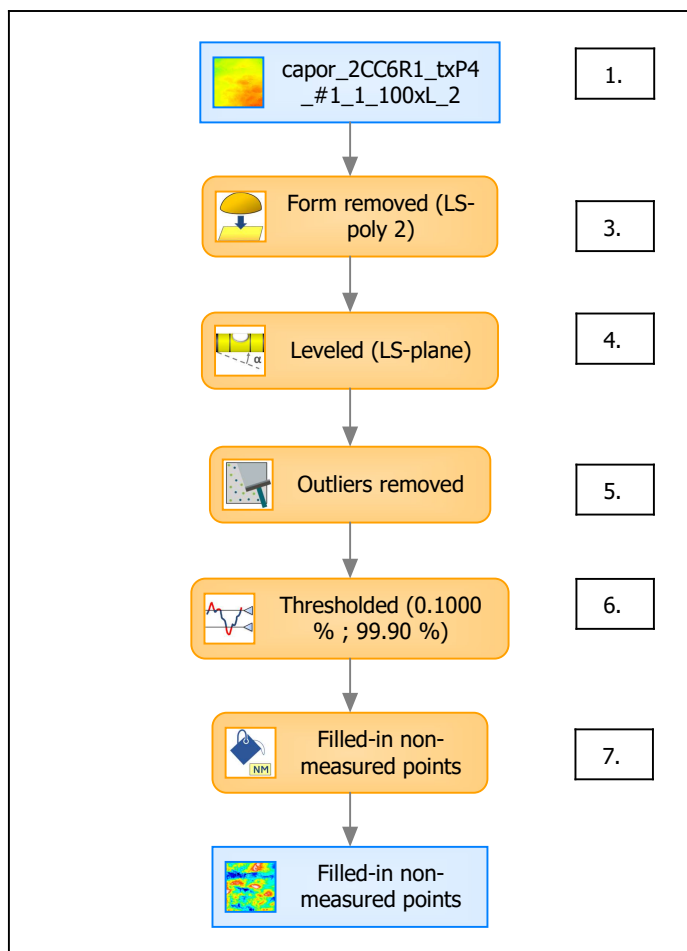 capor_2CC6R1_txP4
_#1_1_100xL_2
1.
Form removed (LS-
poly 2)
3.
α
Leveled (LS-plane)
4.
Outliers removed
5.
Thresholded (0.1000
% ; 99.90 %)
6.
NM
Filled-in non-
measured points
7.
Filled-in non-
measured points